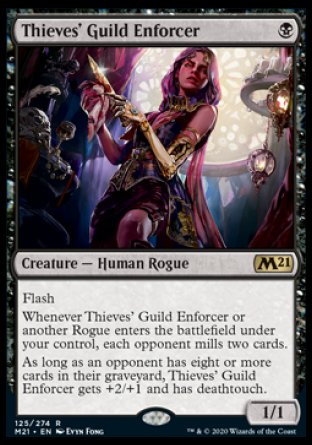 Thieves' Guild Enforcer
Creature — Human Rogue
M21
Flash
Whenever Thieves' Guild Enforcer or
another Rogue enters the battlefield under
your control, each opponent mills two cards.
As long as an opponent has eight or more
cards in their graveyard, Thieves' Guild
Enforcer gets +2/+1 and has deathtouch.
1/1
125/274 R
M21 • EN Evyn Fong
™ & © 2020 Wizards of the Coast